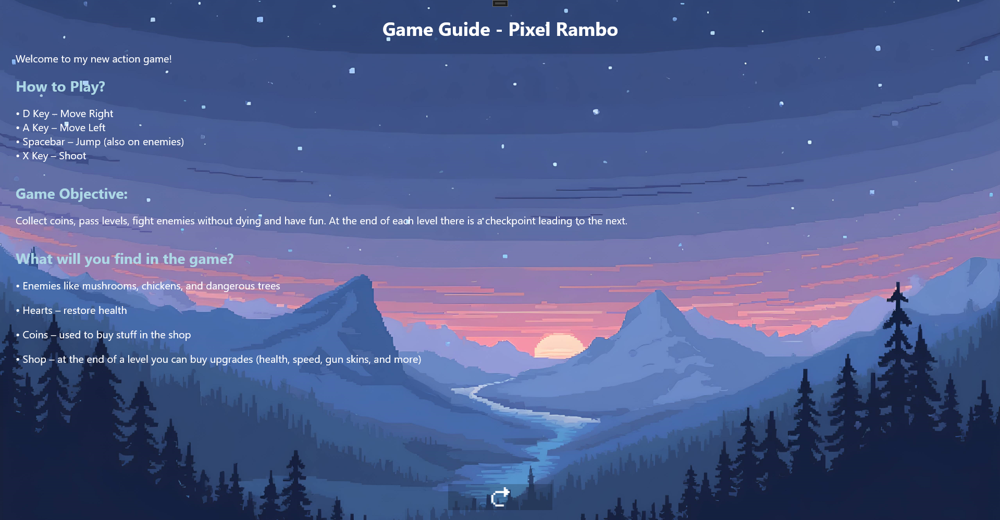 Game Guide - Pixel Rambo
Welcome to my new action game!
How to Play?
• D Key – Move Right
• A Key – Move Left
• Spacebar – Jump (also on enemies)
• X Key – Shoot
Game Objective:
Collect coins, pass levels, fight enemies without dying and have fun. At the end of each level there is a checkpoint leading to the next.
What will you find in the game?
• Enemies like mushrooms, chickens, and dangerous trees
• Hearts – restore health
• Coins – used to buy stuff in the shop
• Shop – at the end of a level you can buy upgrades (health, speed, gun skins, and more)